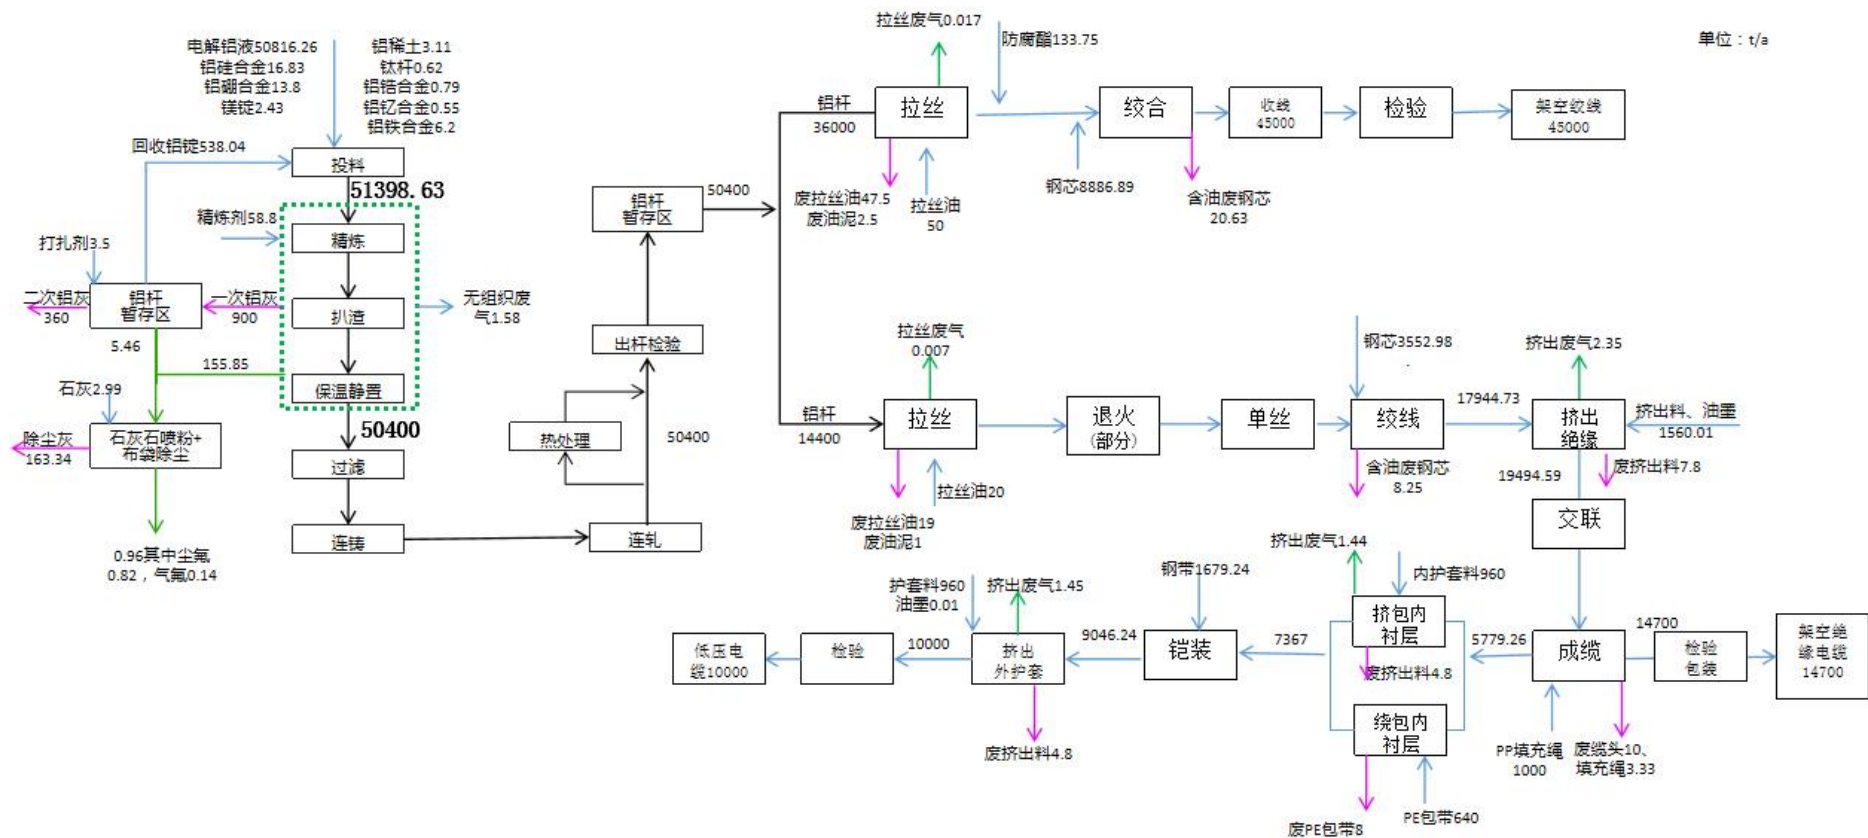 单位：t/a
电解铝液50816.26
铝硅合金16.83
铝硼合金13.8
镁锭2.43
铝稀土3.11
钛杆0.62
铝锆合金0.79
铝钇合金0.55
铝铁合金6.2
回收铝锭538.04
投料
51398.63
精炼剂58.8
精炼
打扎剂3.5
二次铝灰
360
铝杆
暂存区
一次铝灰
900
扒渣
无组织废
气1.58
5.46
155.85
保温静置
石灰2.99
50400
除尘灰
163.34
石灰石喷粉+
布袋除尘
过滤
连铸
0.96其中尘氟
0.82，气氟0.14
连轧
热处理
50400
出杆检验
铝杆
暂存区
50400
铝杆
36000
拉丝废气0.017
拉丝
废拉丝油47.5
废油泥2.5
拉丝油
50
防腐酯133.75
钢芯8886.89
绞合
含油废钢芯
20.63
收线
45000
检验
架空绞线
45000
铝杆
14400
拉丝废气
0.007
拉丝
废拉丝油19
废油泥1
拉丝油20
退火
(部分)
单丝
钢芯3552.98
绞线
含油废钢芯
8.25
17944.73
挤出废气2.35
挤出
绝缘
挤出料、油墨
1560.01
废挤出料7.8
19494.59
交联
成缆
14700
检验
包装
架空绝
缘电缆
14700
PP填充绳
1000
废缆头10、
填充绳3.33
5779.26
挤出废气1.44
内护套料960
挤包内
衬层
废挤出料4.8
绕包内
衬层
废PE包带8
PE包带640
7367
钢带1679.24
铠装
9046.24
护套料960
油墨0.01
挤出废气1.45
挤出
外护套
废挤出料4.8
10000
检验
低压电
缆10000